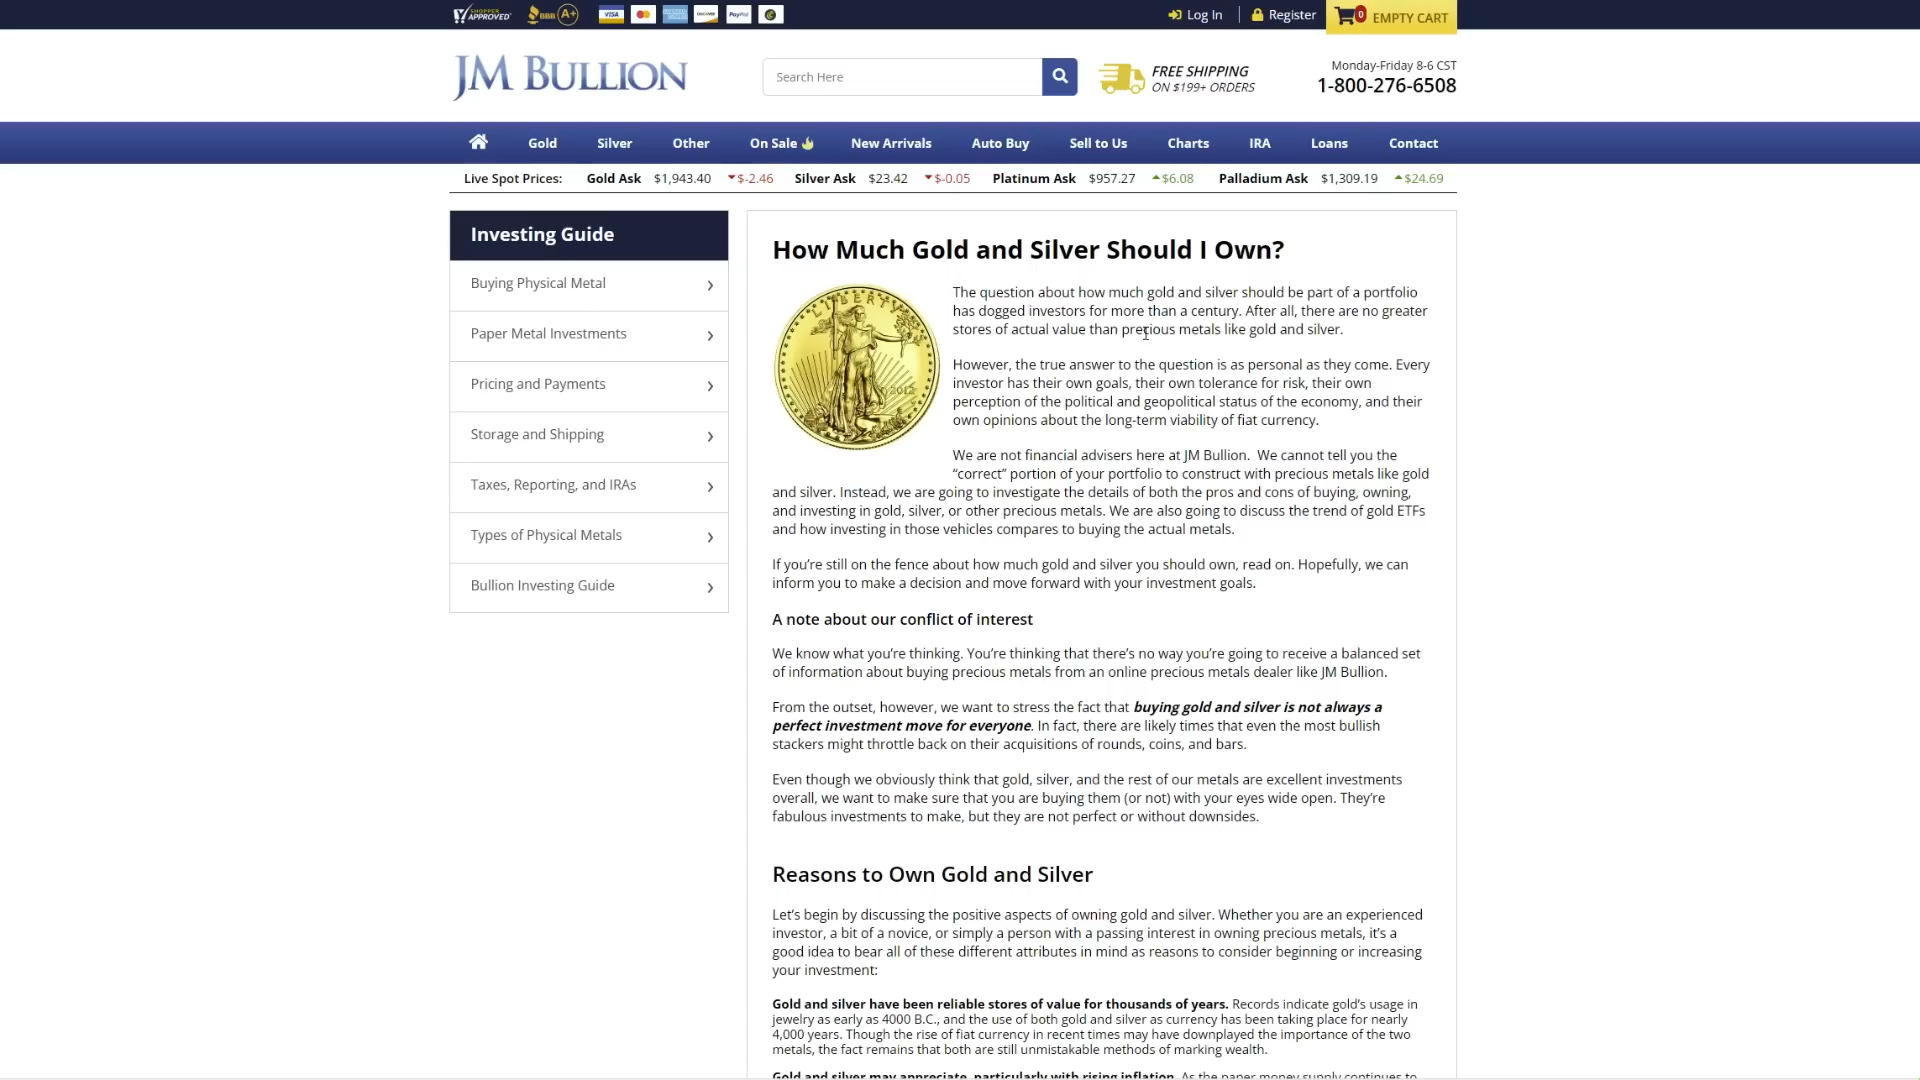 SHOPPER APPROVED BBB A+ VISA PayPal Log In Register 0 EMPTY CART
JM BULLION
Search Here
FREE SHIPPING
ON $199+ ORDERS
Monday-Friday 8-6 CST
1-800-276-6508
Gold Silver Other On Sale New Arrivals Auto Buy Sell to Us Charts IRA Loans Contact
Live Spot Prices: Gold Ask $1,943.40 $-2.46 Silver Ask $23.42 $-0.05 Platinum Ask $957.27 $6.08 Palladium Ask $1,309.19 $24.69
Investing Guide
Buying Physical Metal
Paper Metal Investments
Pricing and Payments
Storage and Shipping
Taxes, Reporting, and IRAs
Types of Physical Metals
Bullion Investing Guide
How Much Gold and Silver Should I Own?
LIBERTY
2012
The question about how much gold and silver should be part of a portfolio
has dogged investors for more than a century. After all, there are no greater
stores of actual value than precious metals like gold and silver.
However, the true answer to the question is as personal as they come. Every
investor has their own goals, their own tolerance for risk, their own
perception of the political and geopolitical status of the economy, and their
own opinions about the long-term viability of fiat currency.
We are not financial advisers here at JM Bullion. We cannot tell you the
“correct” portion of your portfolio to construct with precious metals like gold
and silver. Instead, we are going to investigate the details of both the pros and cons of buying, owning,
and investing in gold, silver, or other precious metals. We are also going to discuss the trend of gold ETFs
and how investing in those vehicles compares to buying the actual metals.
If you’re still on the fence about how much gold and silver you should own, read on. Hopefully, we can
inform you to make a decision and move forward with your investment goals.
A note about our conflict of interest
We know what you’re thinking. You’re thinking that there’s no way you’re going to receive a balanced set
of information about buying precious metals from an online precious metals dealer like JM Bullion.
From the outset, however, we want to stress the fact that buying gold and silver is not always a
perfect investment move for everyone. In fact, there are likely times that even the most bullish
stackers might throttle back on their acquisitions of rounds, coins, and bars.
Even though we obviously think that gold, silver, and the rest of our metals are excellent investments
overall, we want to make sure that you are buying them (or not) with your eyes wide open. They’re
fabulous investments to make, but they are not perfect or without downsides.
Reasons to Own Gold and Silver
Let’s begin by discussing the positive aspects of owning gold and silver. Whether you are an experienced
investor, a bit of a novice, or simply a person with a passing interest in owning precious metals, it’s a
good idea to bear all of these different attributes in mind as reasons to consider beginning or increasing
your investment:
Gold and silver have been reliable stores of value for thousands of years. Records indicate gold’s usage in
jewelry as early as 4000 B.C., and the use of both gold and silver as currency has been taking place for nearly
4,000 years. Though the rise of fiat currency in recent times may have downplayed the importance of the two
metals, the fact remains that both are still unmistakable methods of marking wealth.
Gold and silver may appreciate, particularly with rising inflation. As the paper money supply continues to